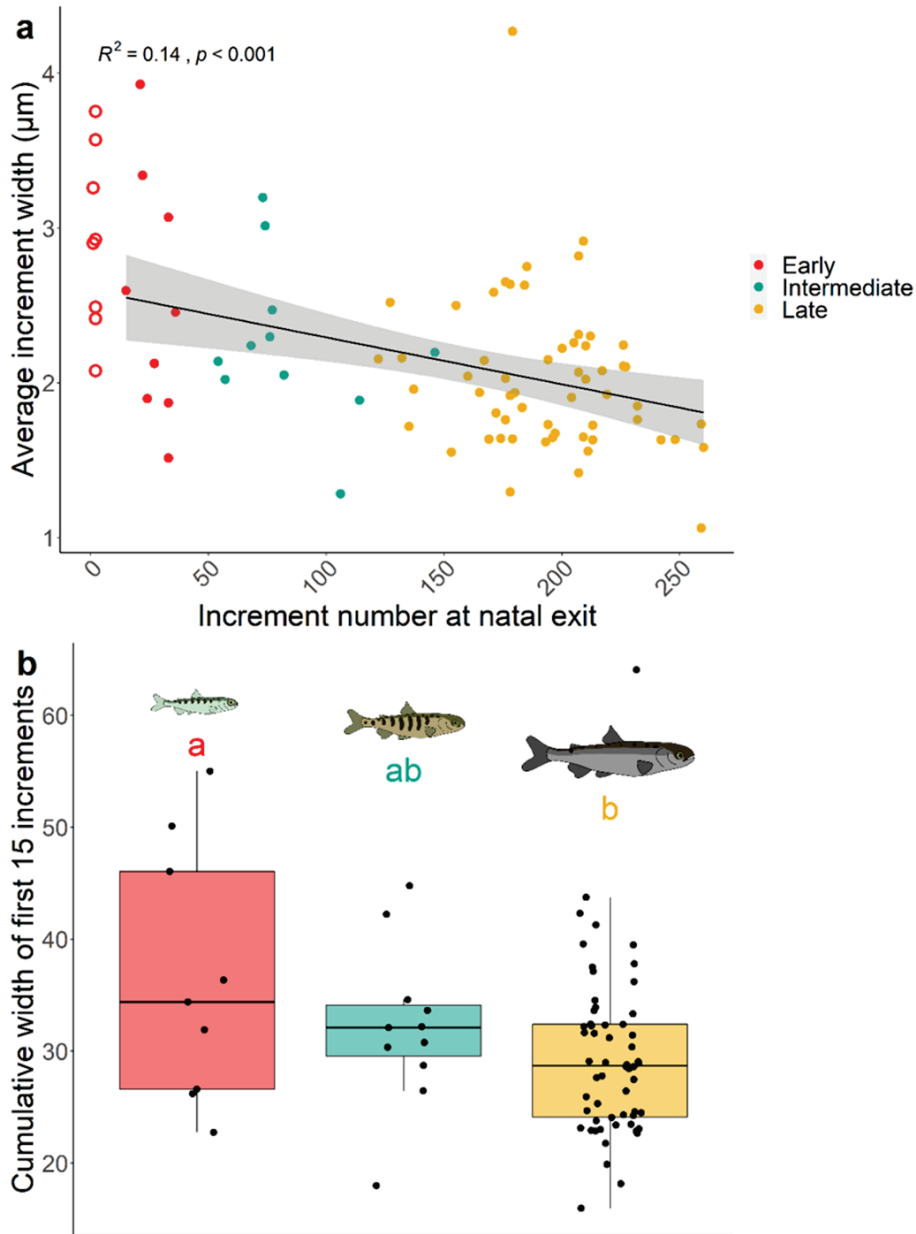 a
R² = 0.14 , p < 0.001
Average increment width (µm)
4
3
2
1
0
50
100
150
200
250
Increment number at natal exit
Early
Intermediate
Late
b
Cumulative width of first 15 increments
60
50
40
30
20
a
ab
b